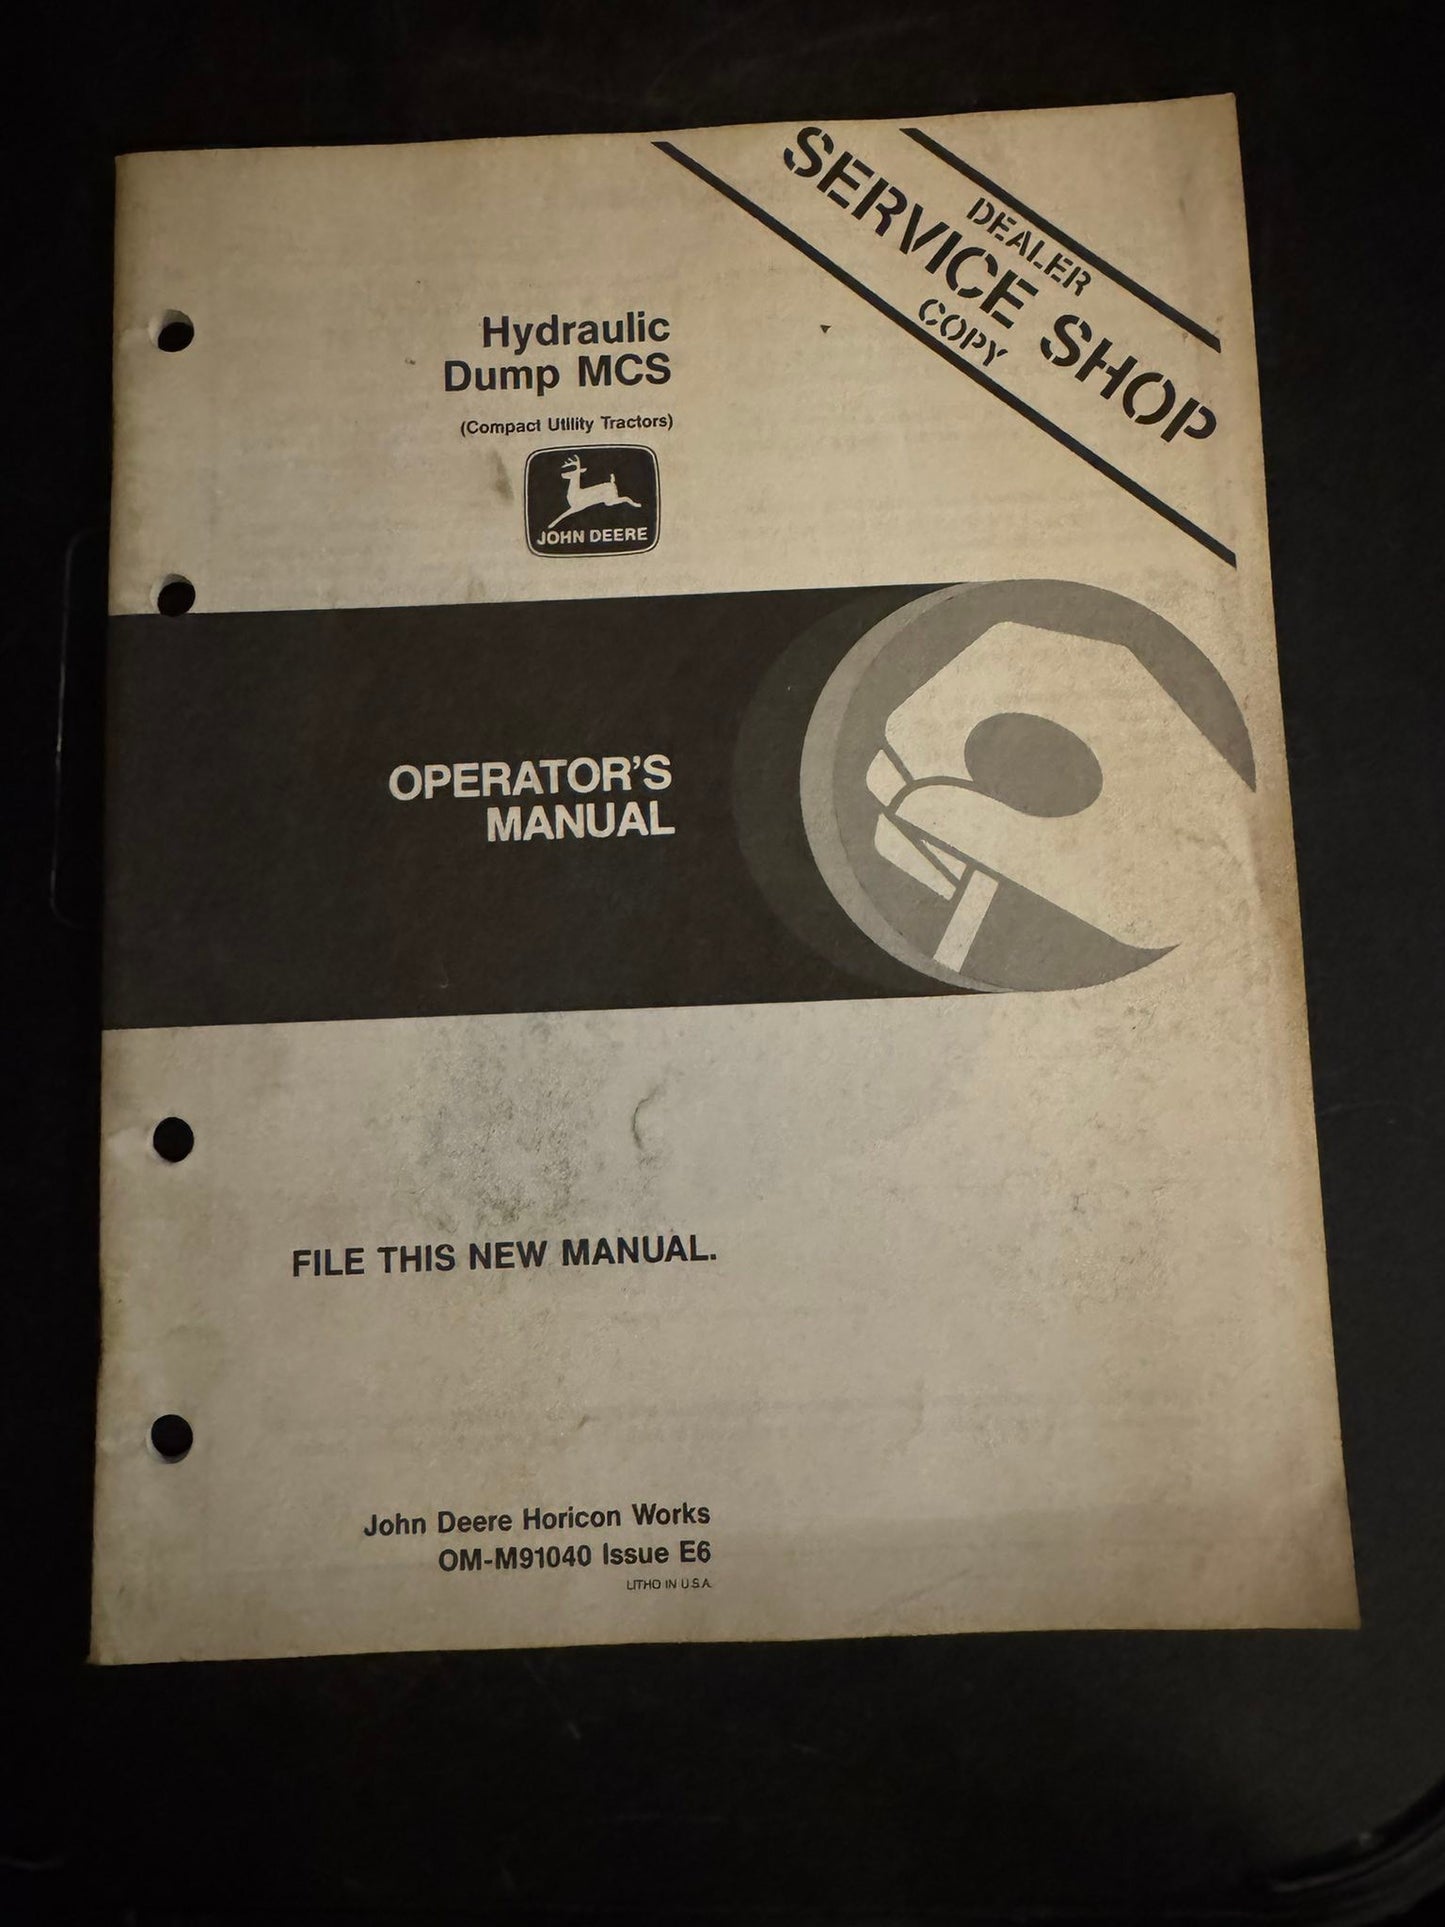 DEALER
SERVICE SHOP
COPY
Hydraulic
Dump MCS
(Compact Utility Tractors)
JOHN DEERE
OPERATOR'S
MANUAL
FILE THIS NEW MANUAL.
John Deere Horicon Works
OM-M91040 Issue E6
LITHO IN U.S.A.